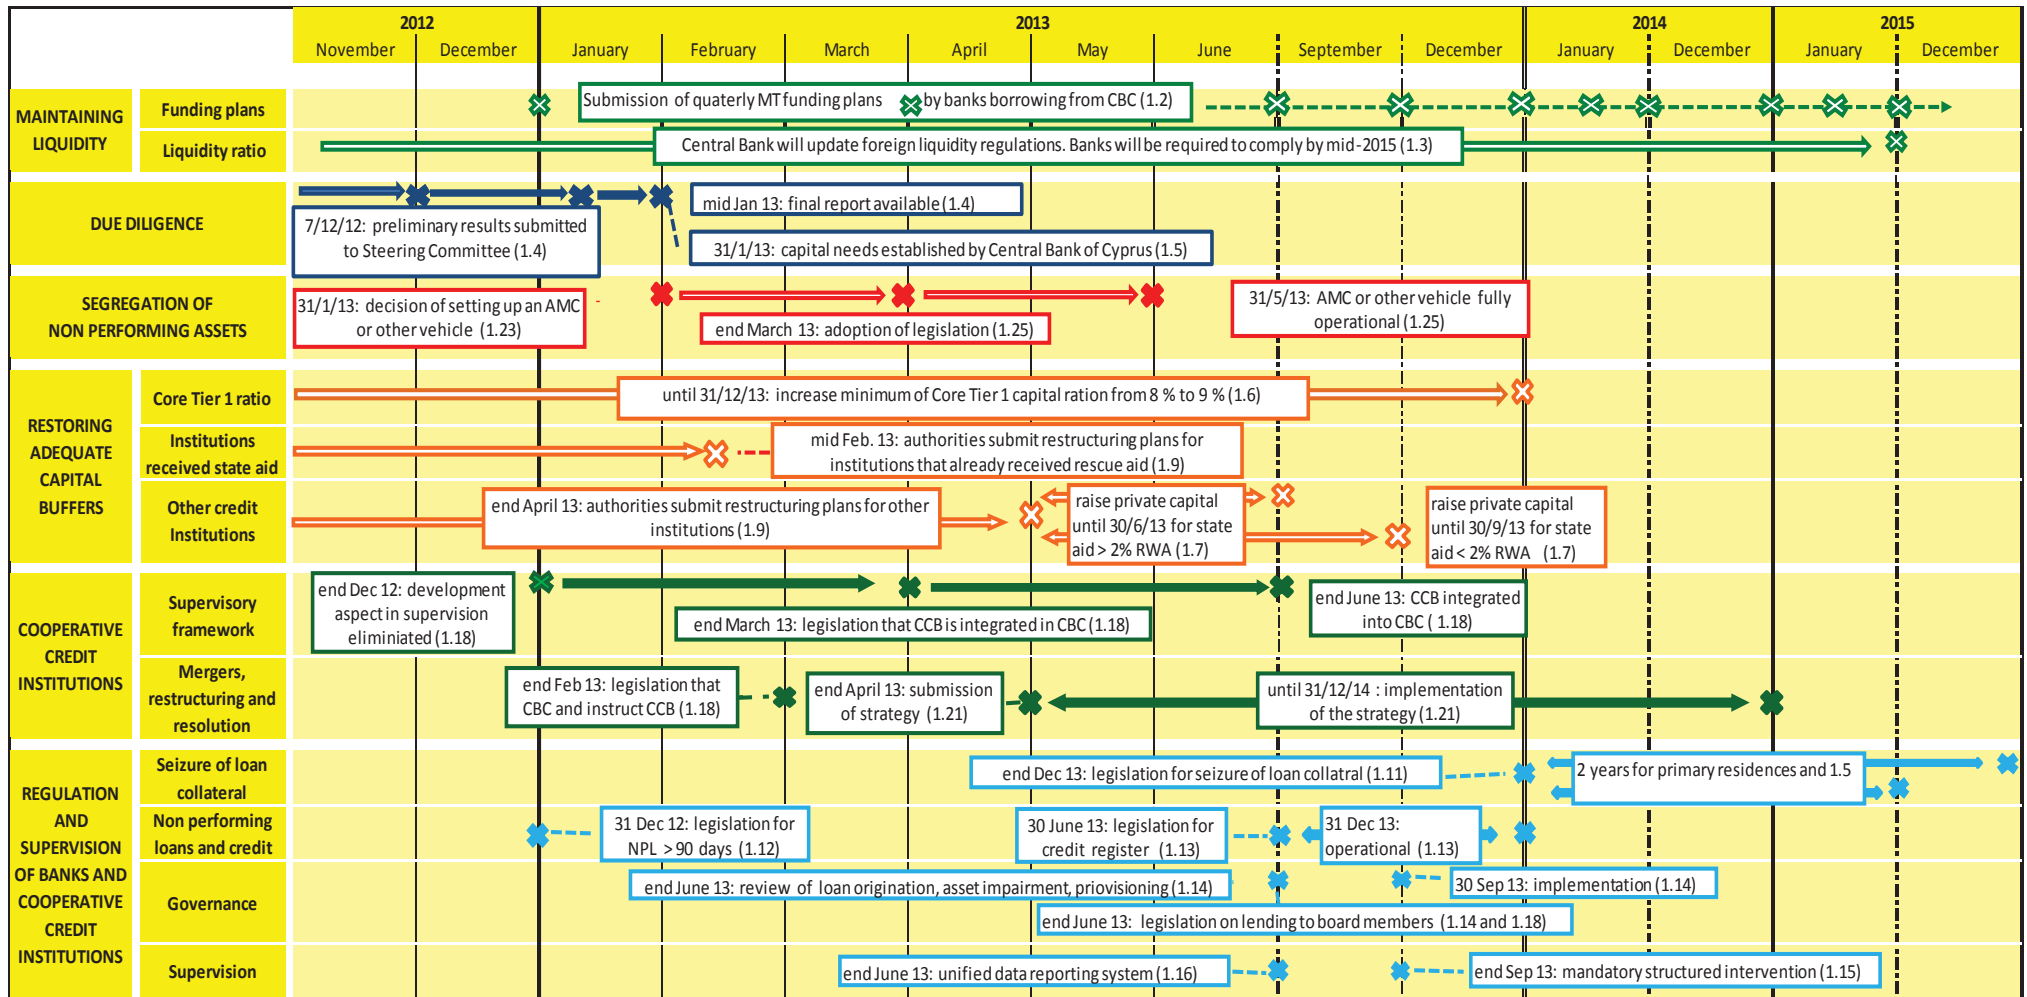 2012
2013
2014
2015
November
December
January
February
March
April
May
June
September
December
January
December
January
December
MAINTAINING
LIQUIDITY
Funding plans
Submission of quaterly MT funding plans by banks borrowing from CBC (1.2)
Liquidity ratio
Central Bank will update foreign liquidity regulations. Banks will be required to comply by mid-2015 (1.3)
DUE DILIGENCE
7/12/12: preliminary results submitted
to Steering Committee (1.4)
mid Jan 13: final report available (1.4)
31/1/13: capital needs established by Central Bank of Cyprus (1.5)
SEGREGATION OF
NON PERFORMING ASSETS
31/1/13: decision of setting up an AMC
or other vehicle (1.23)
end March 13: adoption of legislation (1.25)
31/5/13: AMC or other vehicle fully
operational (1.25)
RESTORING
ADEQUATE
CAPITAL
BUFFERS
Core Tier 1 ratio
until 31/12/13: increase minimum of Core Tier 1 capital ration from 8 % to 9 % (1.6)
Institutions
received state aid
mid Feb. 13: authorities submit restructuring plans for
institutions that already received rescue aid (1.9)
Other credit
Institutions
end April 13: authorities submit restructuring plans for other
institutions (1.9)
raise private capital
until 30/6/13 for state
aid > 2% RWA (1.7)
raise private capital
until 30/9/13 for state
aid < 2% RWA (1.7)
COOPERATIVE
CREDIT
INSTITUTIONS
Supervisory
framework
end Dec 12: development
aspect in supervision
eliminiated (1.18)
end March 13: legislation that CCB is integrated in CBC (1.18)
end June 13: CCB integrated
into CBC ( 1.18)
Mergers,
restructuring and
resolution
end Feb 13: legislation that
CBC and instruct CCB (1.18)
end April 13: submission
of strategy (1.21)
until 31/12/14 : implementation
of the strategy (1.21)
REGULATION
AND
SUPERVISION
OF BANKS AND
COOPERATIVE
CREDIT
INSTITUTIONS
Seizure of loan
collateral
end Dec 13: legislation for seizure of loan collatral (1.11)
2 years for primary residences and 1.5
Non performing
loans and credit
31 Dec 12: legislation for
NPL > 90 days (1.12)
30 June 13: legislation for
credit register (1.13)
31 Dec 13:
operational (1.13)
Governance
end June 13: review of loan origination, asset impairment, priovisioning (1.14)
30 Sep 13: implementation (1.14)
end June 13: legislation on lending to board members (1.14 and 1.18)
Supervision
end June 13: unified data reporting system (1.16)
end Sep 13: mandatory structured intervention (1.15)